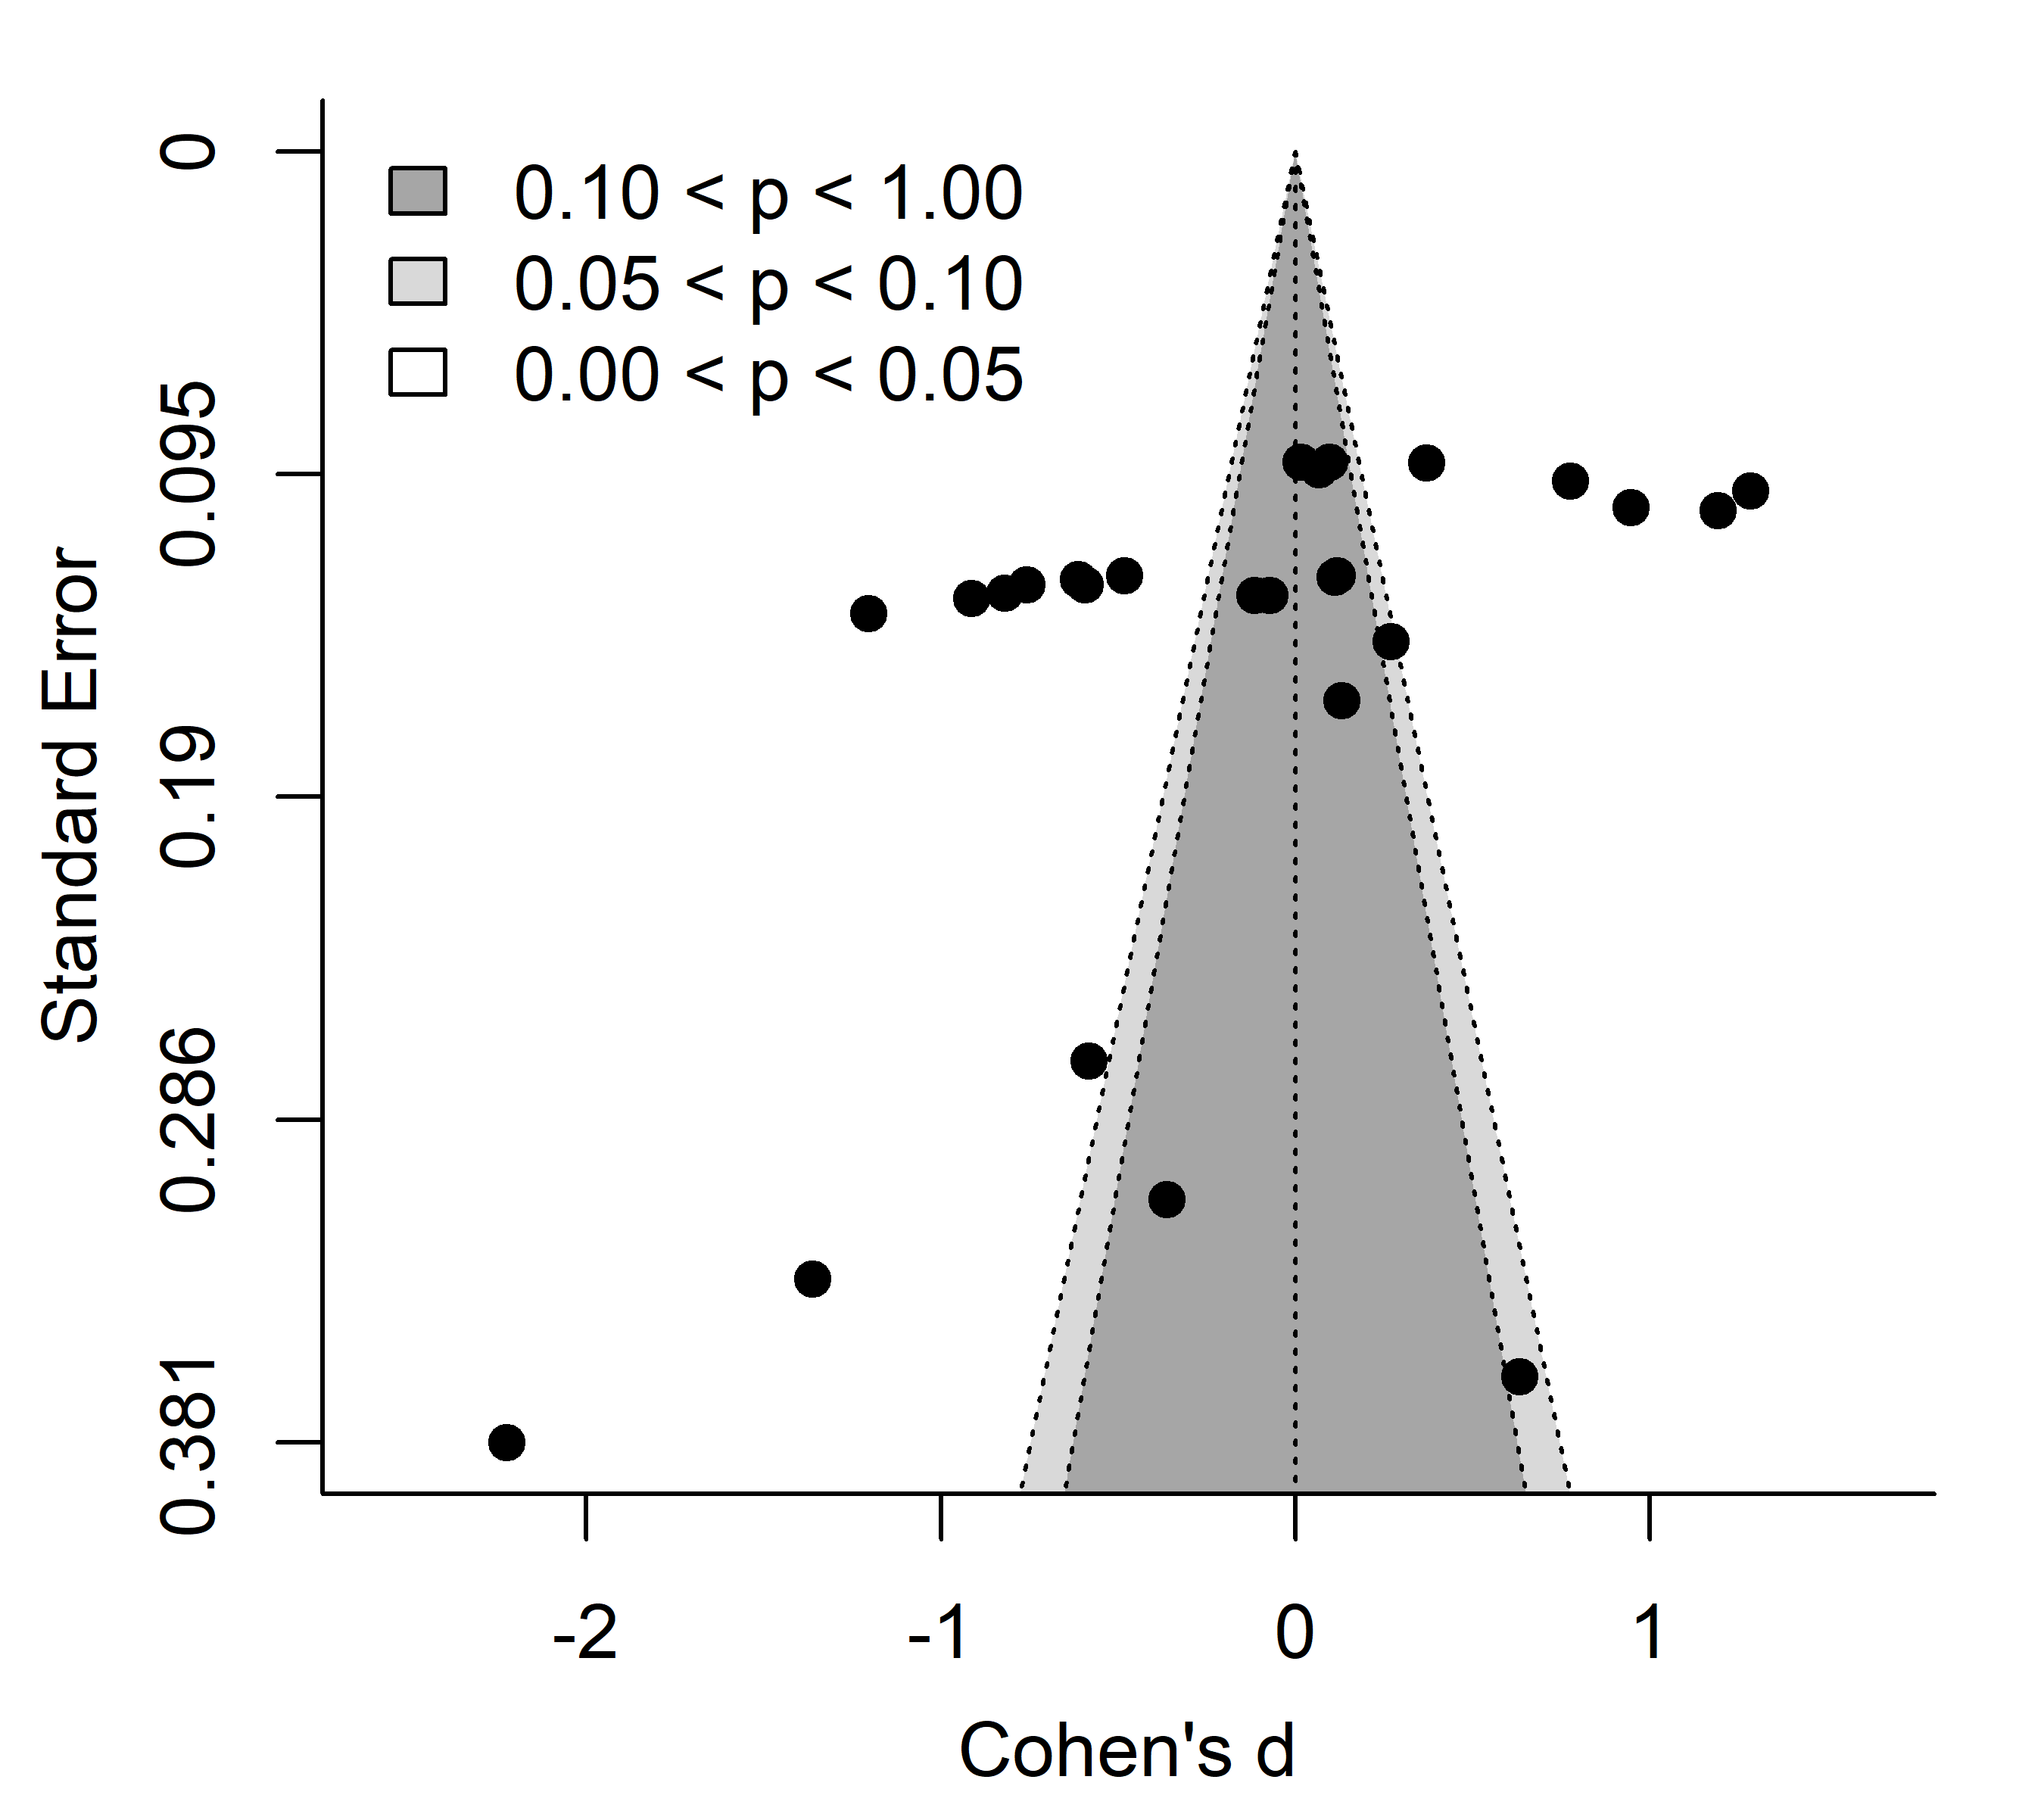 0.10 < p < 1.00
0.05 < p < 0.10
0.00 < p < 0.05
Standard Error
0
0.095
0.19
0.286
0.381
-2
-1
0
1
Cohen's d